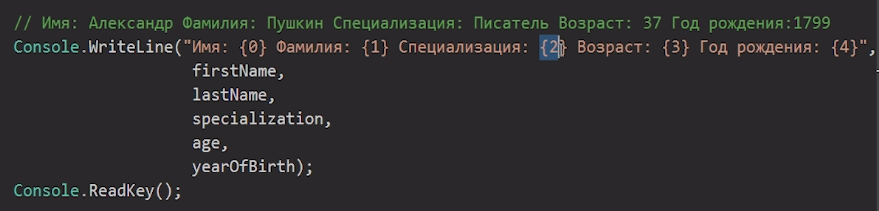 // Имя: Александр Фамилия: Пушкин Специализация: Писатель Возраст: 37 Год рождения:1799
Console.WriteLine("Имя: {0} Фамилия: {1} Специализация: {2} Возраст: {3} Год рождения: {4}",
firstName,
lastName,
specialization,
age,
yearOfBirth);
Console.ReadKey();